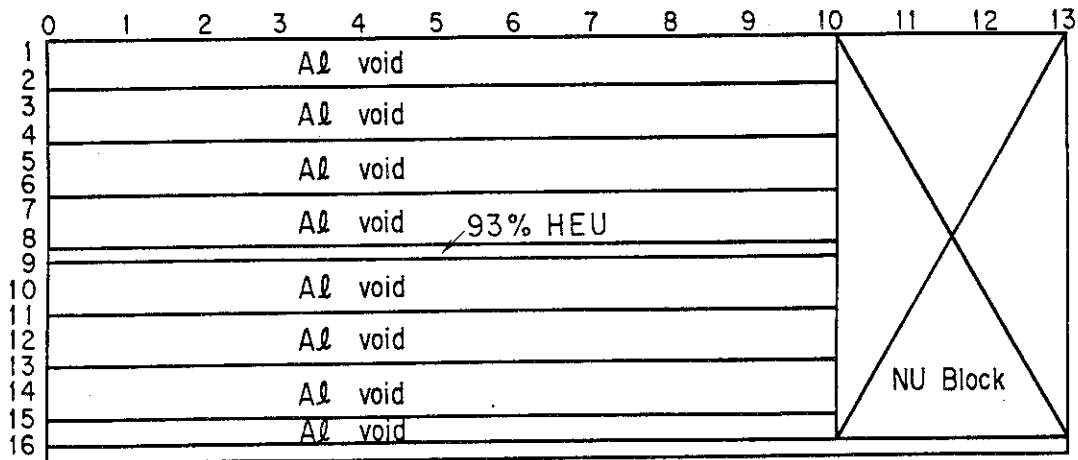 0 1 2 3 4 5 6 7 8 9 10 11 12 13
1
Al void
2
3
Al void
4
5
Al void
6
7
Al void
93% HEU
8
9
10
Al void
11
12
Al void
13
14
Al void
NU Block
15
Al void
16